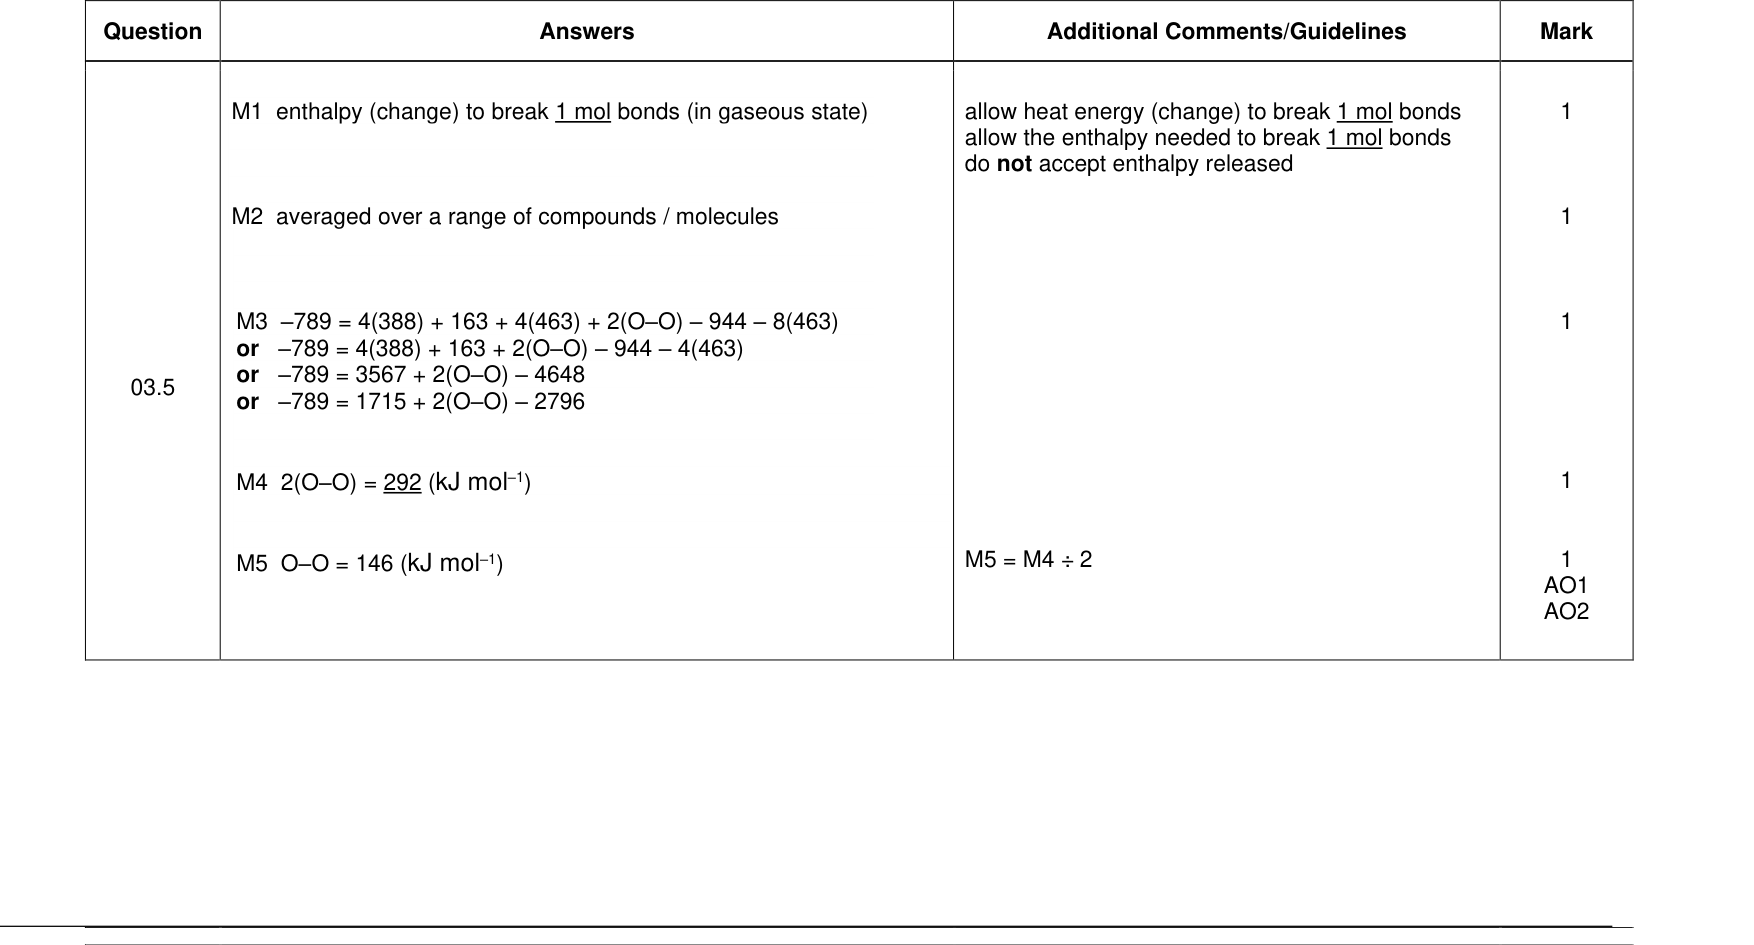 Question Answers Additional Comments/Guidelines Mark
M1 enthalpy (change) to break 1 mol bonds (in gaseous state)
allow heat energy (change) to break 1 mol bonds
allow the enthalpy needed to break 1 mol bonds
do not accept enthalpy released
1
M2 averaged over a range of compounds / molecules
1
03.5
M3 –789 = 4(388) + 163 + 4(463) + 2(O–O) – 944 – 8(463)
or –789 = 4(388) + 163 + 2(O–O) – 944 – 4(463)
or –789 = 3567 + 2(O–O) – 4648
or –789 = 1715 + 2(O–O) – 2796
1
M4 2(O–O) = 292 (kJ mol⁻¹)
1
M5 O–O = 146 (kJ mol⁻¹)
M5 = M4 ÷ 2
1
AO1
AO2